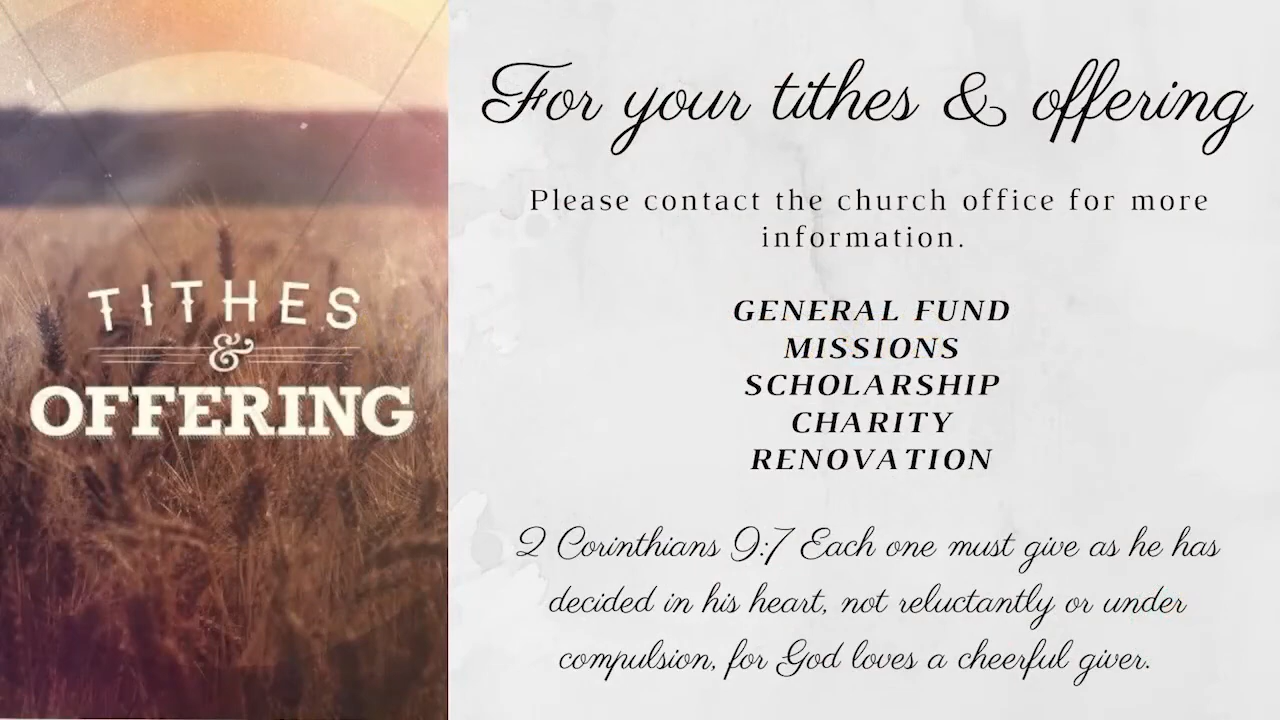 TITHES
&
OFFERING
For your tithes & offering
Please contact the church office for more
information.
GENERAL FUND
MISSIONS
SCHOLARSHIP
CHARITY
RENOVATION
2 Corinthians 9:7 Each one must give as he has
decided in his heart, not reluctantly or under
compulsion, for God loves a cheerful giver.